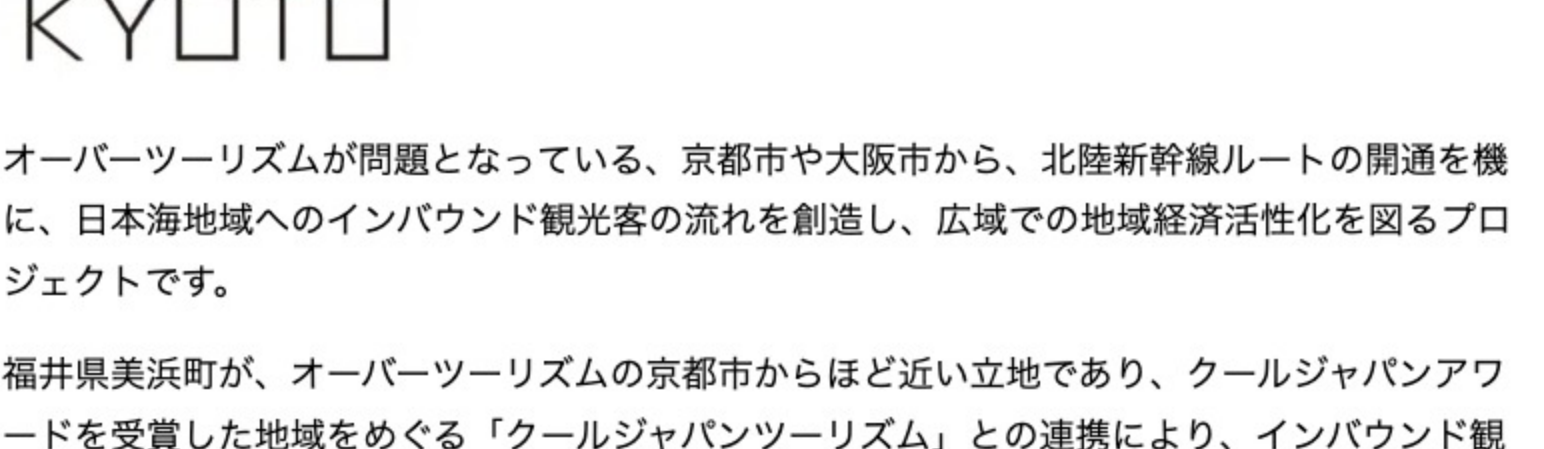 KYOTO
オーバーツーリズムが問題となっている、京都市や大阪市から、北陸新幹線ルートの開通を機
に、日本海地域へのインバウンド観光客の流れを創造し、広域での地域経済活性化を図るプロ
ジェクトです。
福井県美浜町が、オーバーツーリズムの京都市からほど近い立地であり、クールジャパンアワ
ードを受賞した地域をめぐる「クールジャパンツーリズム」との連携により、インバウンド観